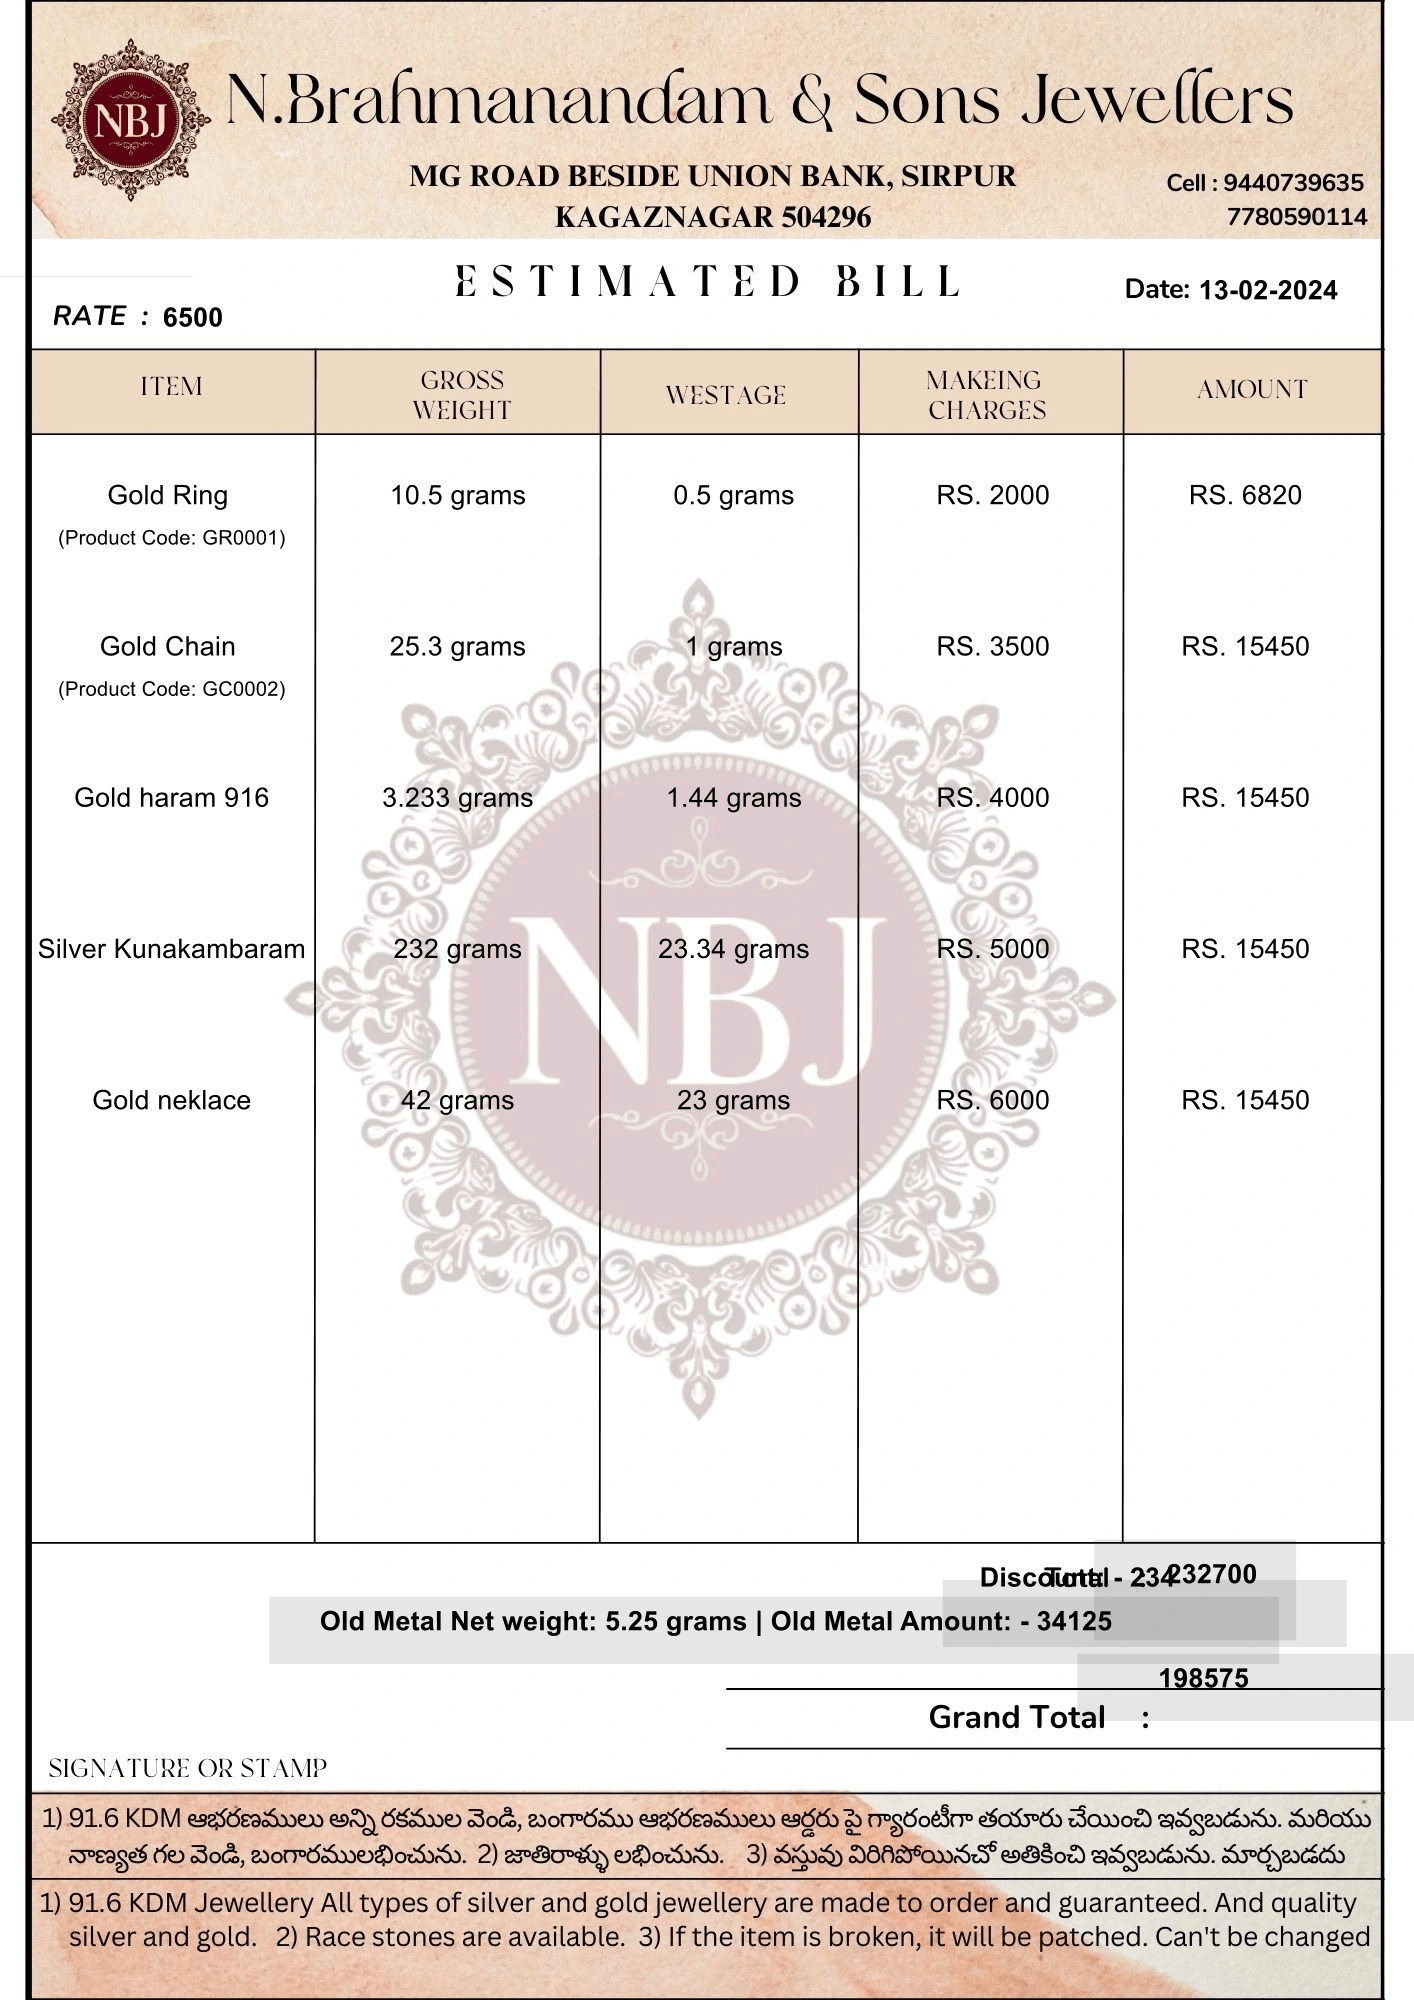 NBJ
N.Brahmanandam & Sons Jewellers
MG ROAD BESIDE UNION BANK, SIRPUR
KAGAZNAGAR 504296
Cell : 9440739635
7780590114
ESTIMATED BILL
Date: 13-02-2024
RATE : 6500
ITEM GROSS WEIGHT WESTAGE MAKEING CHARGES AMOUNT
Gold Ring 10.5 grams 0.5 grams RS. 2000 RS. 6820
(Product Code: GR0001)
Gold Chain 25.3 grams 1 grams RS. 3500 RS. 15450
(Product Code: GC0002)
Gold haram 916 3.233 grams 1.44 grams RS. 4000 RS. 15450
Silver Kunakambaram 232 grams 23.34 grams RS. 5000 RS. 15450
NBJ
Gold neklace 42 grams 23 grams RS. 6000 RS. 15450
Discount: - 234
Total : 232700
Old Metal Net weight: 5.25 grams | Old Metal Amount: - 34125
198575
Grand Total :
SIGNATURE OR STAMP
1) 91.6 KDM ఆభరణములు అన్ని రకముల వెండి, బంగారము ఆభరణములు ఆర్డరు పై గ్యారంటీగా తయారు చేయించి ఇవ్వబడును. మరియు
నాణ్యత గల వెండి, బంగారములభించును. 2) జాతిరాళ్ళు లభించును. 3) వస్తువు విరిగిపోయినచో అతికించి ఇవ్వబడును. మార్చబడదు
1) 91.6 KDM Jewellery All types of silver and gold jewellery are made to order and guaranteed. And quality
silver and gold. 2) Race stones are available. 3) If the item is broken, it will be patched. Can't be changed